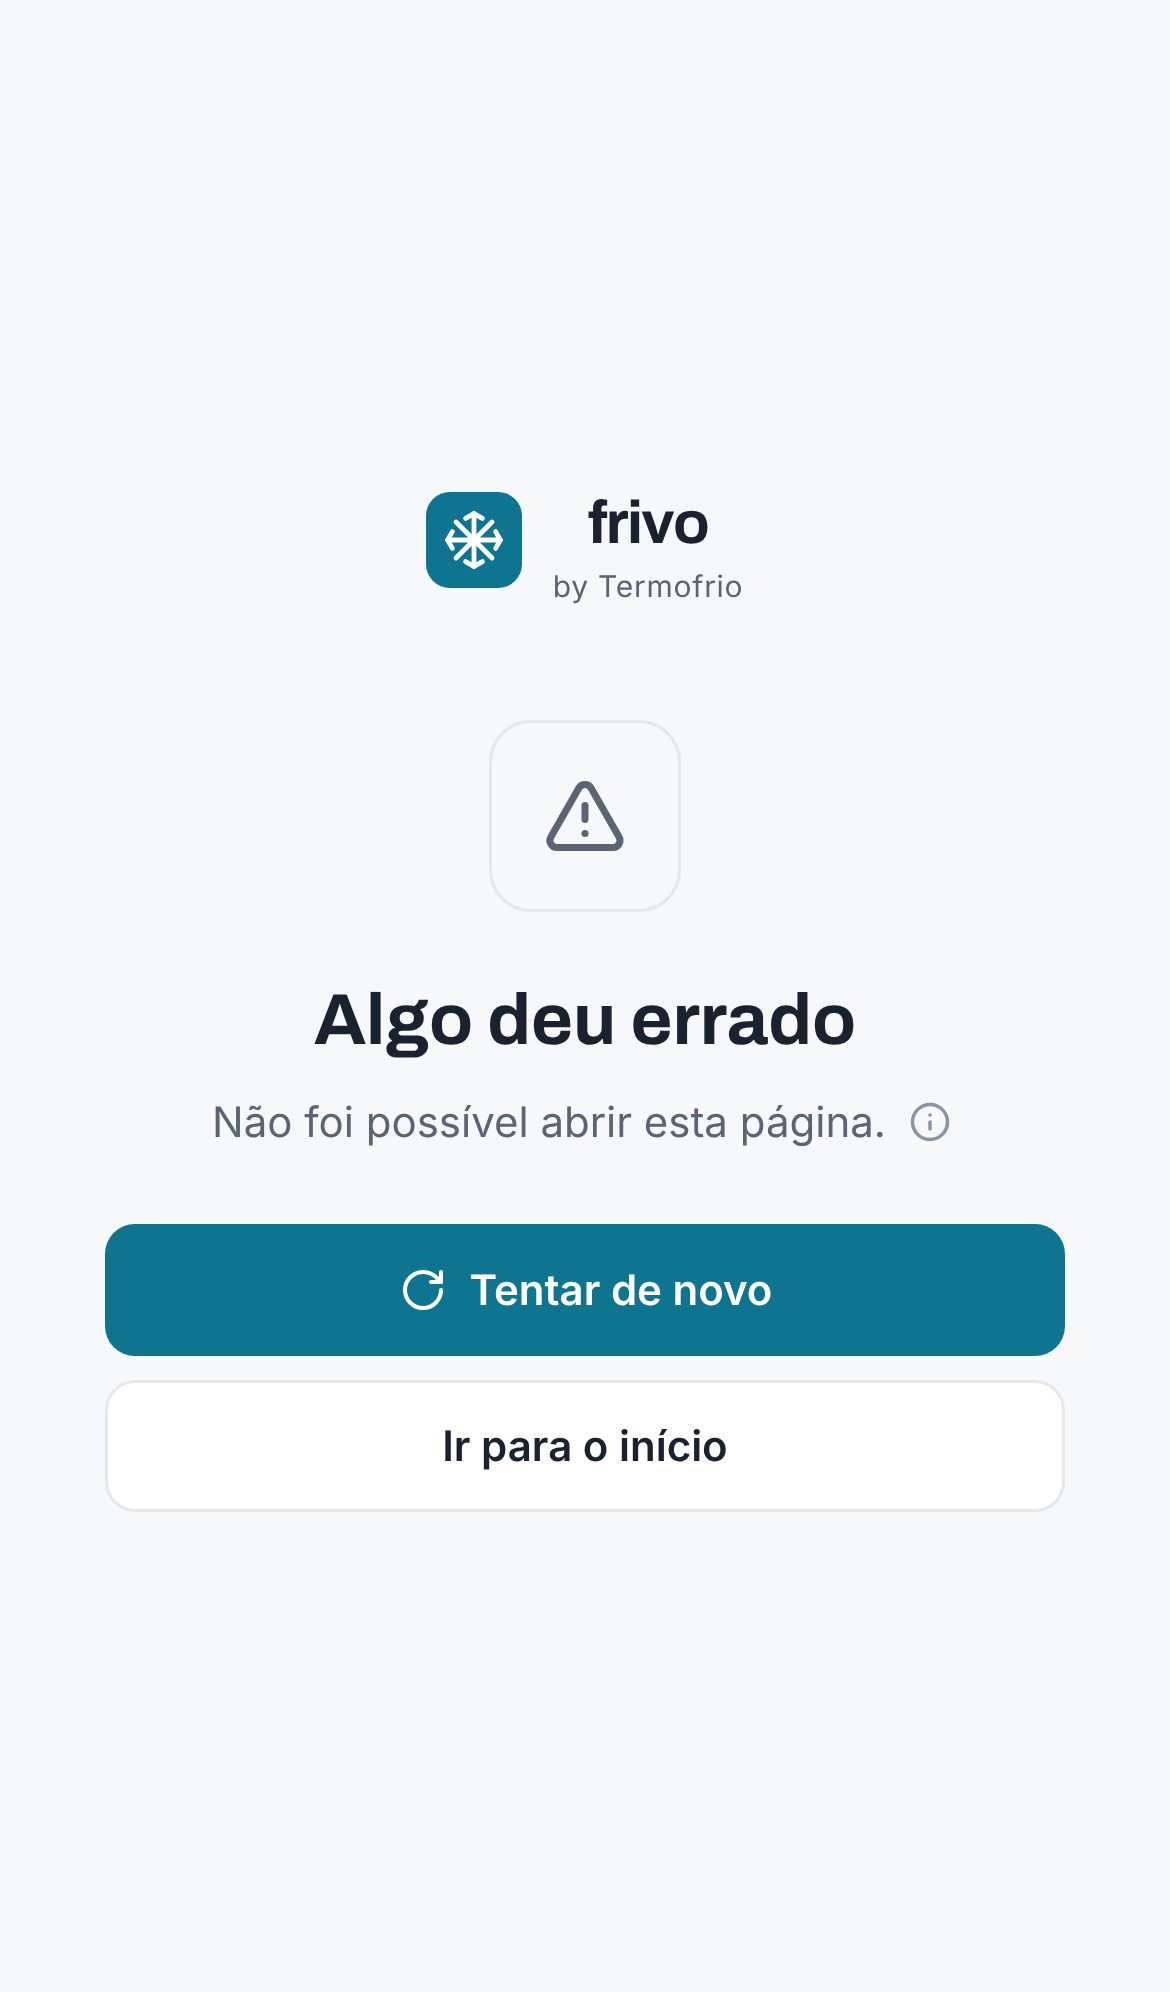 frivo
by Termofrio
Algo deu errado
Não foi possível abrir esta página.
Tentar de novo
Ir para o início